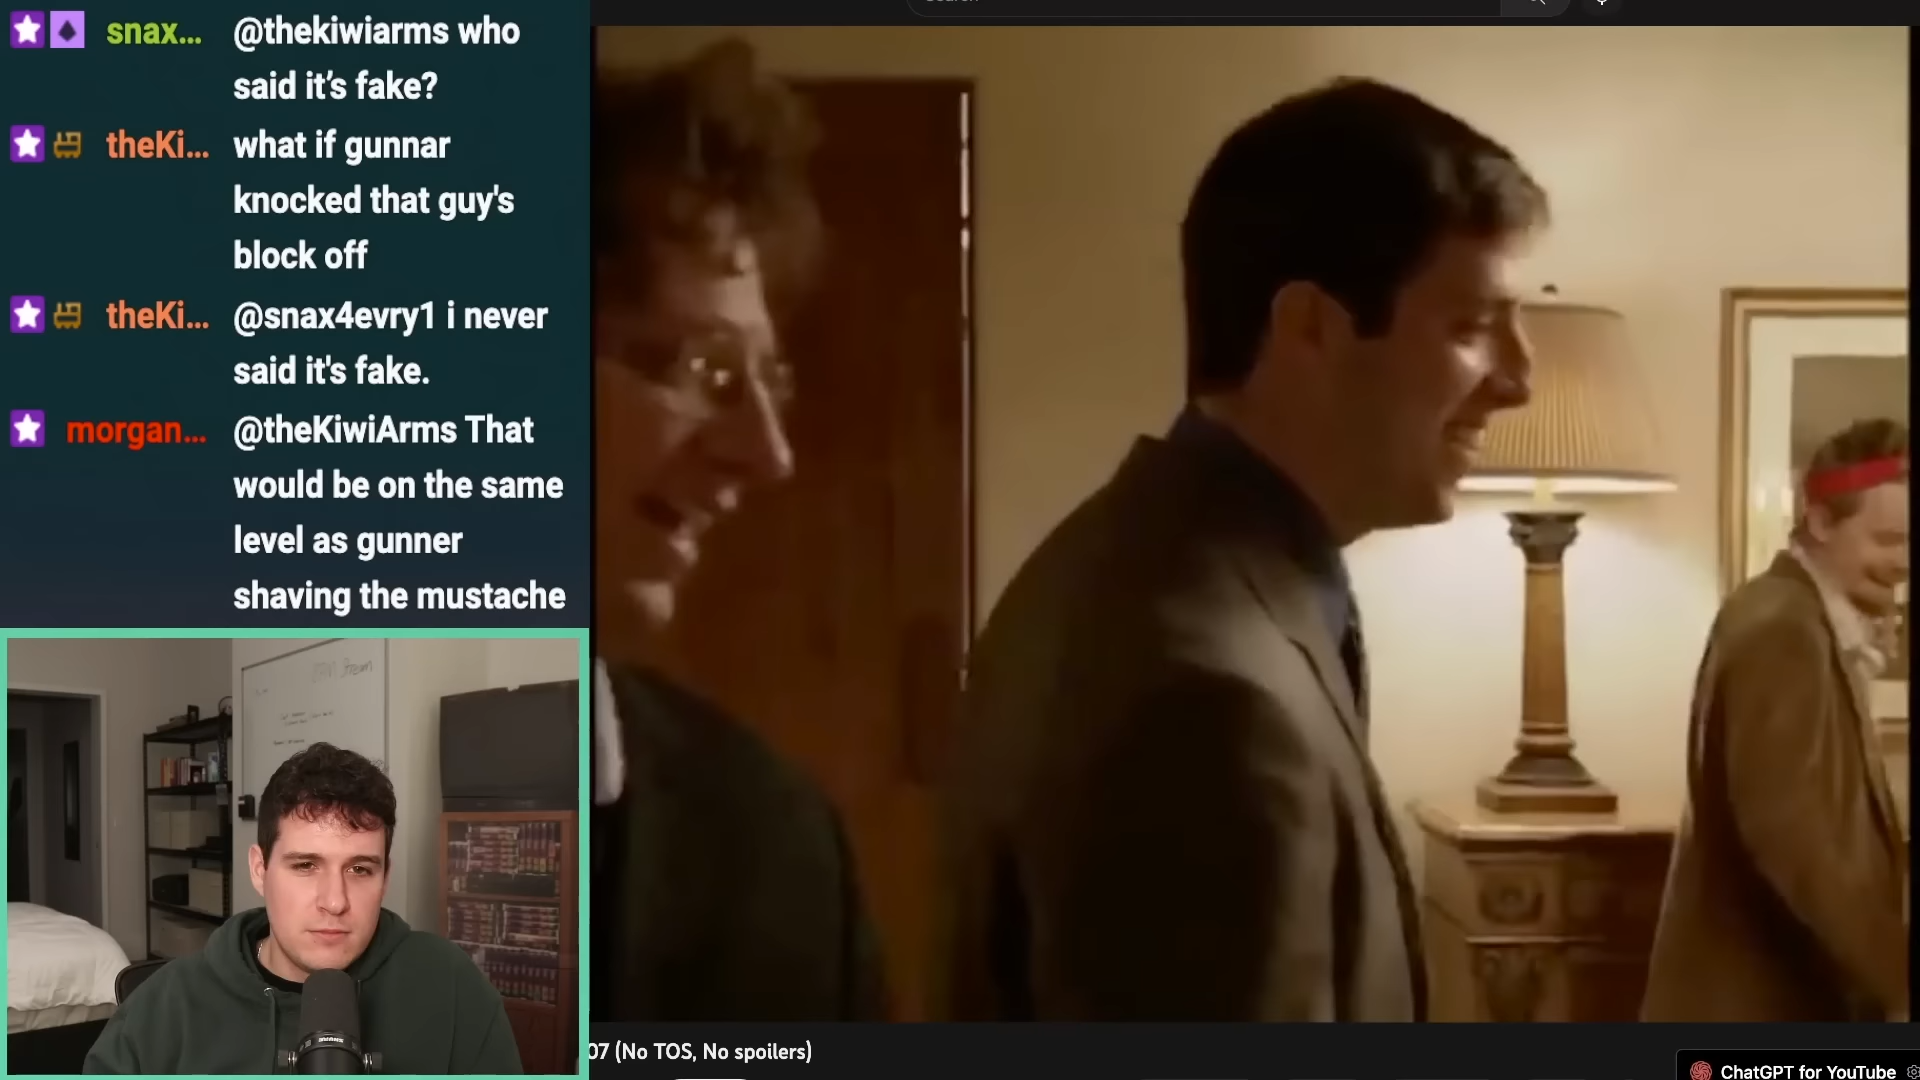 snax... @thekiwiarms who
said it’s fake?
theKi... what if gunnar
knocked that guy's
block off
theKi... @snax4evry1 i never
said it's fake.
morgan... @theKiwiArms That
would be on the same
level as gunner
shaving the mustache
07 (No TOS, No spoilers)
ChatGPT for YouTube